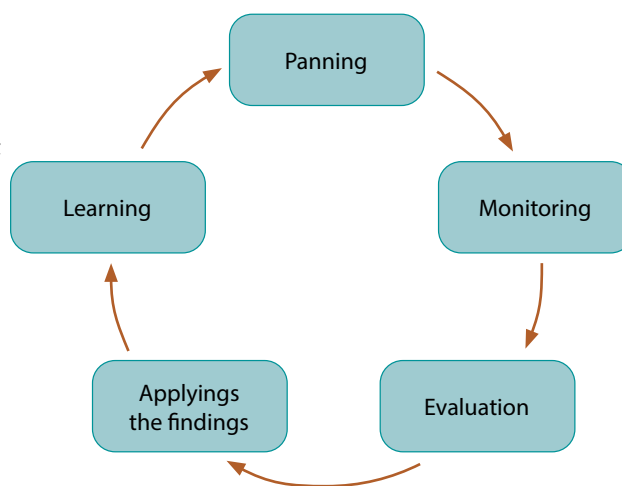 Panning
Learning
Monitoring
Applyings
the findings
Evaluation